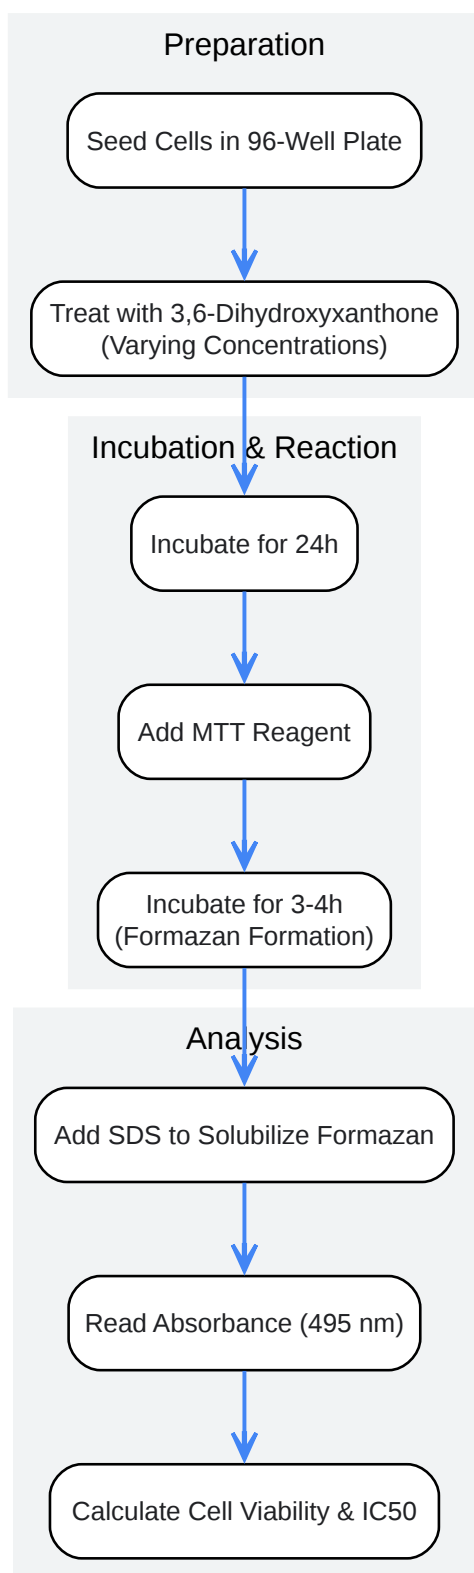 Preparation
Seed Cells in 96-Well Plate
Treat with 3,6-Dihydroxyxanthone
(Varying Concentrations)
Incubation & Reaction
Incubate for 24h
Add MTT Reagent
Incubate for 3-4h
(Formazan Formation)
Analysis
Add SDS to Solubilize Formazan
Read Absorbance (495 nm)
Calculate Cell Viability & IC50